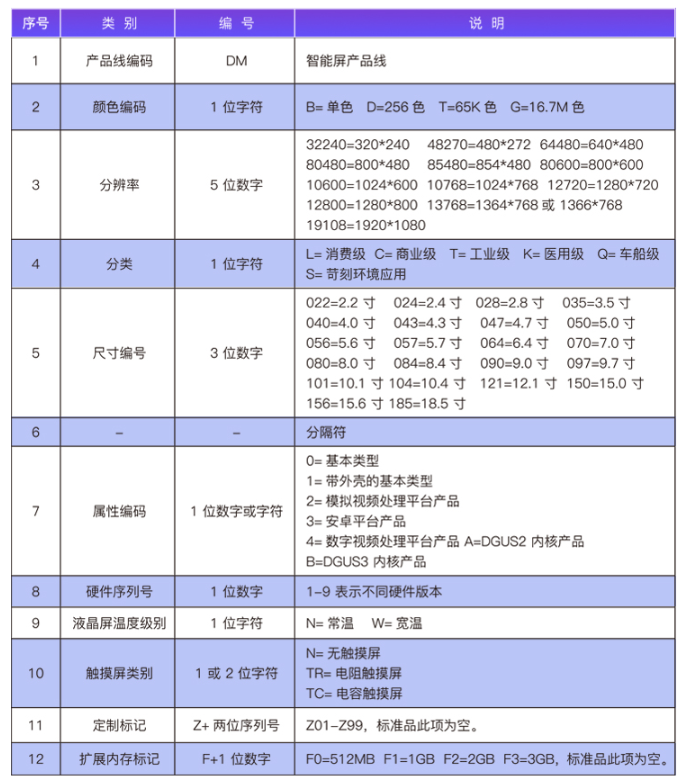 序号 类 别 编 号 说 明
1 产品线编码 DM 智能屏产品线
2 颜色编码 1 位字符 B= 单色 D=256 色 T=65K 色 G=16.7M 色
3 分辨率 5 位数字
32240=320*240 48270=480*272 64480=640*480
80480=800*480 85480=854*480 80600=800*600
10600=1024*600 10768=1024*768 12720=1280*720
12800=1280*800 13768=1364*768 或 1366*768
19108=1920*1080
4 分类 1 位字符
L= 消费级 C= 商业级 T= 工业级 K= 医用级 Q= 车船级
S= 苛刻环境应用
5 尺寸编号 3 位数字
022=2.2 寸 024=2.4 寸 028=2.8 寸 035=3.5 寸
040=4.0 寸 043=4.3 寸 047=4.7 寸 050=5.0 寸
056=5.6 寸 057=5.7 寸 064=6.4 寸 070=7.0 寸
080=8.0 寸 084=8.4 寸 090=9.0 寸 097=9.7 寸
101=10.1 寸 104=10.4 寸 121=12.1 寸 150=15.0 寸
156=15.6 寸 185=18.5 寸
6 – – 分隔符
7 属性编码 1 位数字或字符
0= 基本类型
1= 带外壳的基本类型
2= 模拟视频处理平台产品
3= 安卓平台产品
4= 数字视频处理平台产品 A=DGUS2 内核产品
B=DGUS3 内核产品
8 硬件序列号 1 位数字 1-9 表示不同硬件版本
9 液晶屏温度级别 1 位字符 N= 常温 W= 宽温
10 触摸屏类别 1 或 2 位字符
N= 无触摸屏
TR= 电阻触摸屏
TC= 电容触摸屏
11 定制标记 Z+ 两位序列号 Z01-Z99，标准品此项为空。
12 扩展内存标记 F+1 位数字 F0=512MB F1=1GB F2=2GB F3=3GB，标准品此项为空。